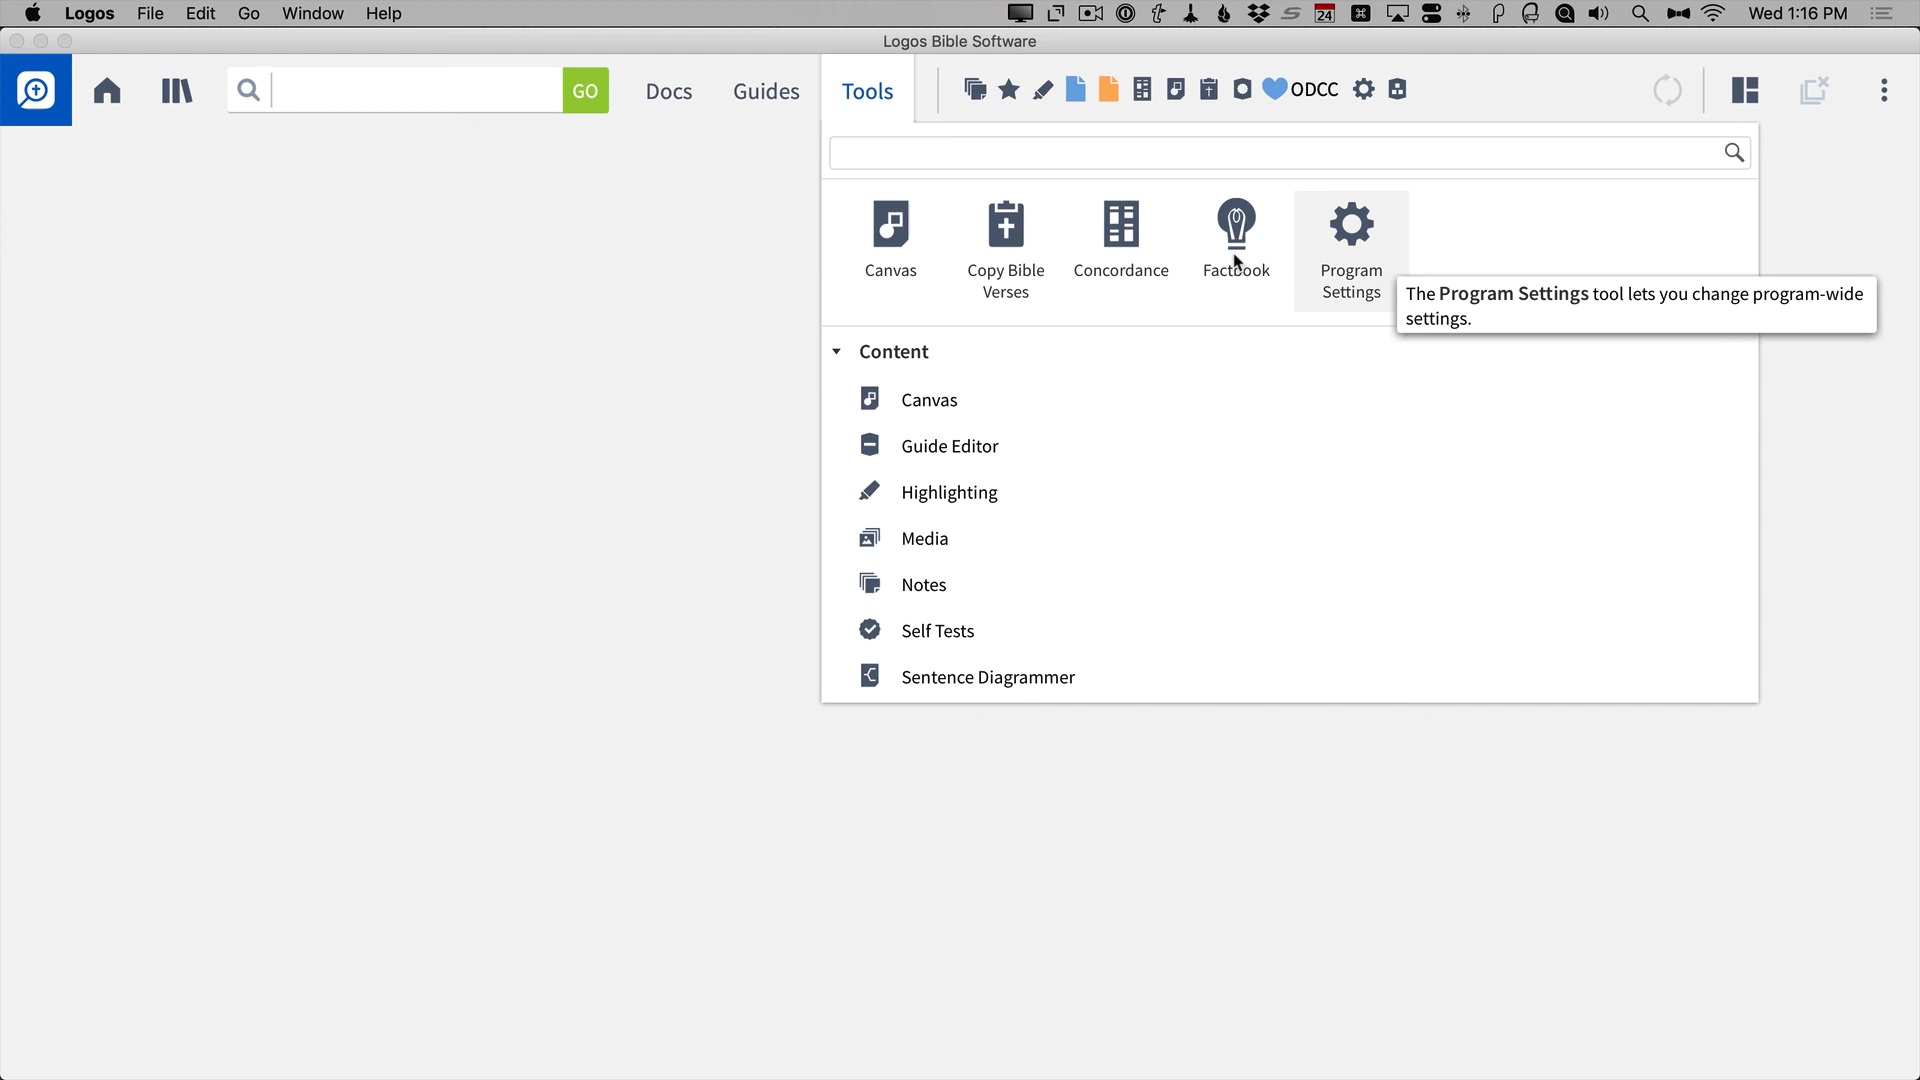 Logos File Edit Go Window Help 24 Wed 1:16 PM
Logos Bible Software
GO Docs Guides Tools ODCC
Canvas
Copy Bible
Verses
Concordance
Factbook
Program
Settings
The Program Settings tool lets you change program-wide
settings.
Content
Canvas
Guide Editor
Highlighting
Media
Notes
Self Tests
Sentence Diagrammer